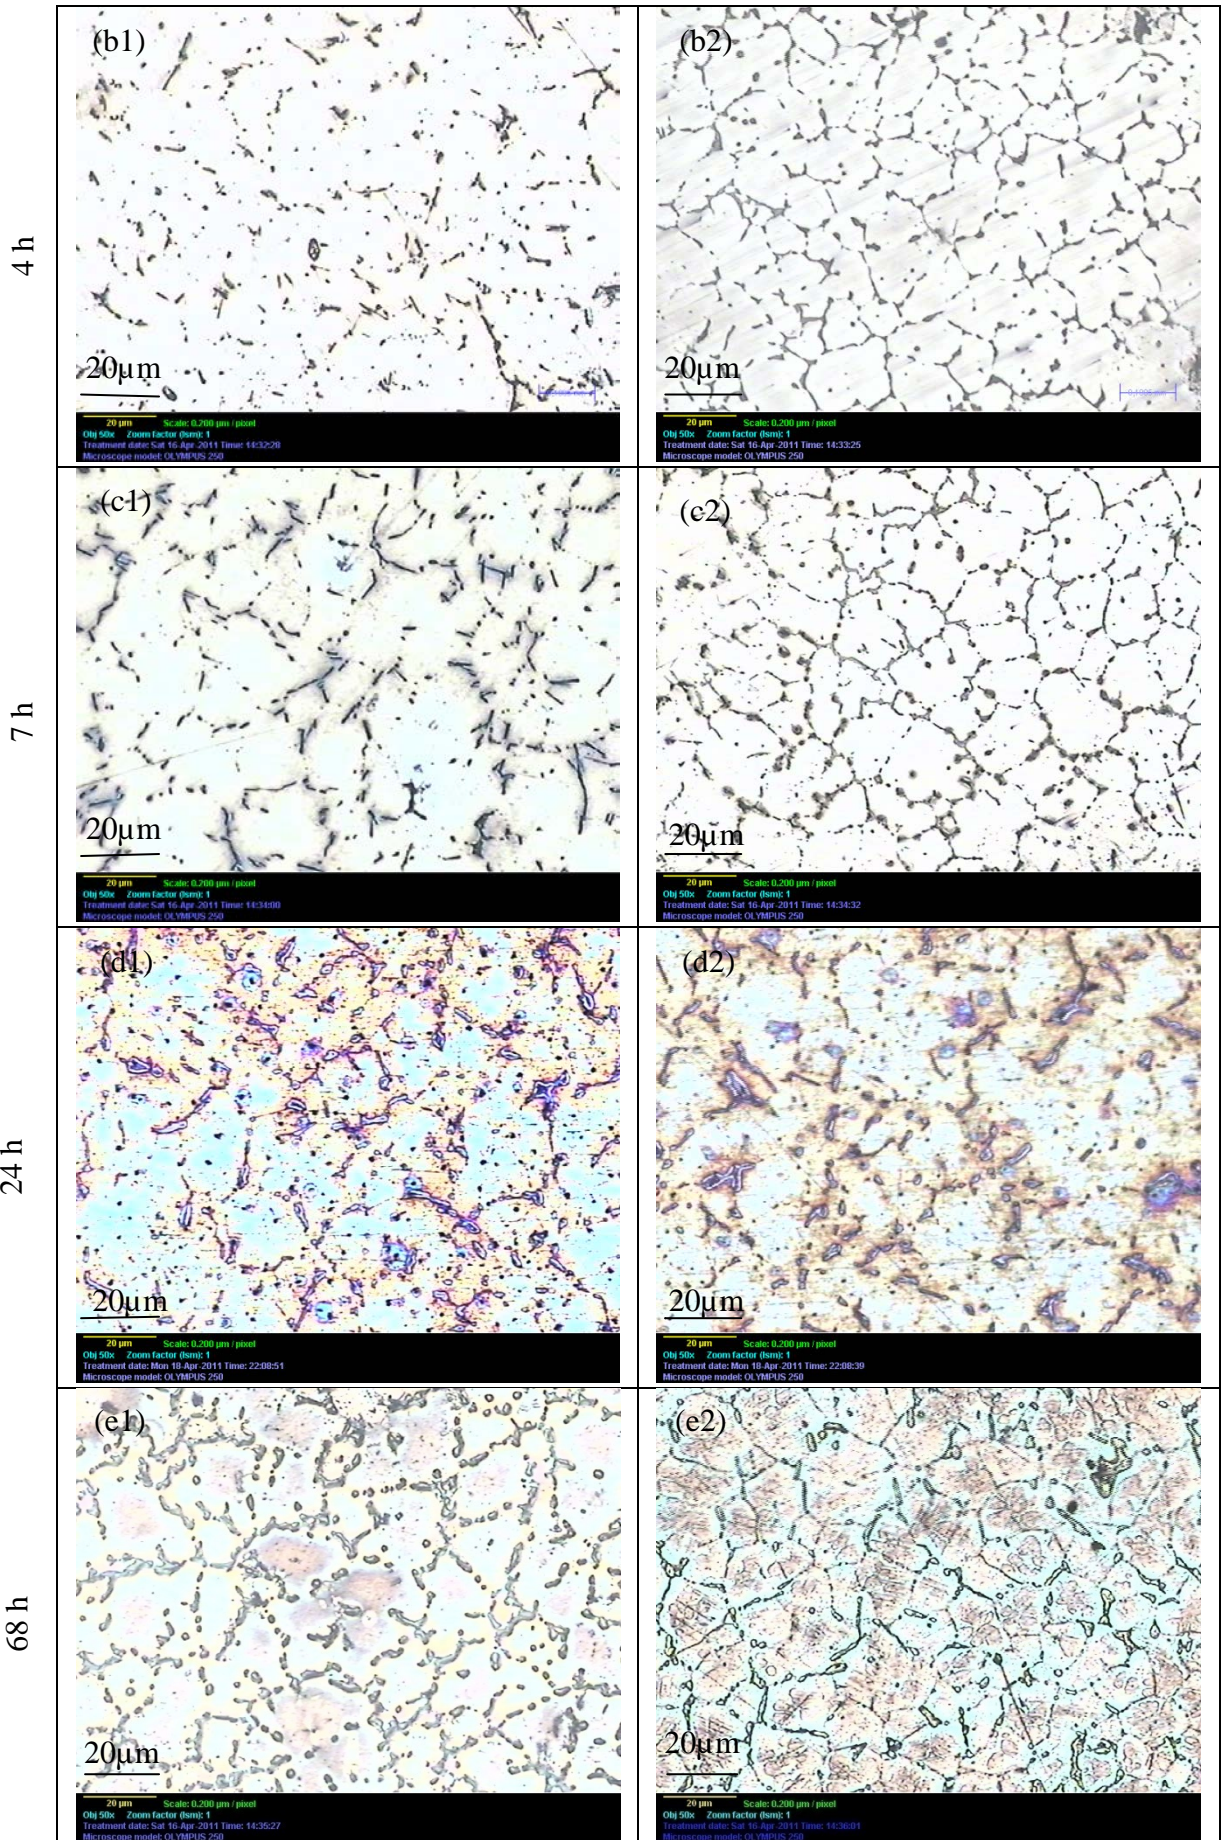 4 h
(b1)
20µm
20 µm Scale: 0.200 µm / pixel
Obj 50x Zoom factor (lsm): 1
Treatment date: Sat 16-Apr-2011 Time: 14:32:28
Microscope model: OLYMPUS 250
(b2)
20µm
20 µm Scale: 0.200 µm / pixel
Obj 50x Zoom factor (lsm): 1
Treatment date: Sat 16-Apr-2011 Time: 14:33:25
Microscope model: OLYMPUS 250
7 h
(c1)
20µm
20 µm Scale: 0.200 µm / pixel
Obj 50x Zoom factor (lsm): 1
Treatment date: Sat 16-Apr-2011 Time: 14:34:00
Microscope model: OLYMPUS 250
(c2)
20µm
20 µm Scale: 0.200 µm / pixel
Obj 50x Zoom factor (lsm): 1
Treatment date: Sat 16-Apr-2011 Time: 14:34:32
Microscope model: OLYMPUS 250
24 h
(d1)
20µm
20 µm Scale: 0.200 µm / pixel
Obj 50x Zoom factor (lsm): 1
Treatment date: Mon 18-Apr-2011 Time: 22:08:51
Microscope model: OLYMPUS 250
(d2)
20µm
20 µm Scale: 0.200 µm / pixel
Obj 50x Zoom factor (lsm): 1
Treatment date: Mon 18-Apr-2011 Time: 22:08:39
Microscope model: OLYMPUS 250
68 h
(e1)
20µm
20 µm Scale: 0.200 µm / pixel
Obj 50x Zoom factor (lsm): 1
Treatment date: Sat 16-Apr-2011 Time: 14:35:27
Microscope model: OLYMPUS 250
(e2)
20µm
20 µm Scale: 0.200 µm / pixel
Obj 50x Zoom factor (lsm): 1
Treatment date: Sat 16-Apr-2011 Time: 14:36:01
Microscope model: OLYMPUS 250